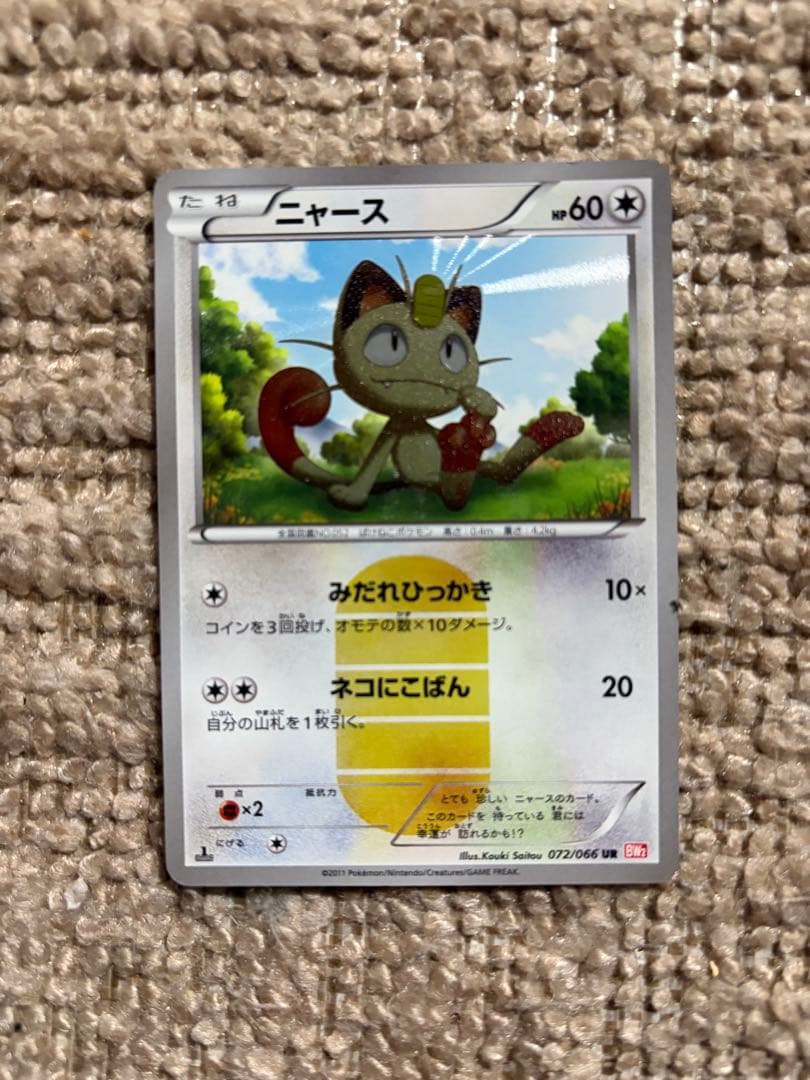 たね ニャース HP60
全国図鑑NO.052 ばけねこポケモン 高さ:0.4m 重さ:4.2kg
みだれひっかき 10×
コインを3回投げ、オモテの数×10ダメージ。
ネコにこばん 20
自分の山札を1枚引く。
弱点 抵抗力
×2
にげる
とても珍しい ニャースのカード。
このカードを 持っている 君には
幸運が 訪れるかも!?
1
Illus.Kouki Saitou 072/066 UR BW2
©2011 Pokémon/Nintendo/Creatures/GAME FREAK.